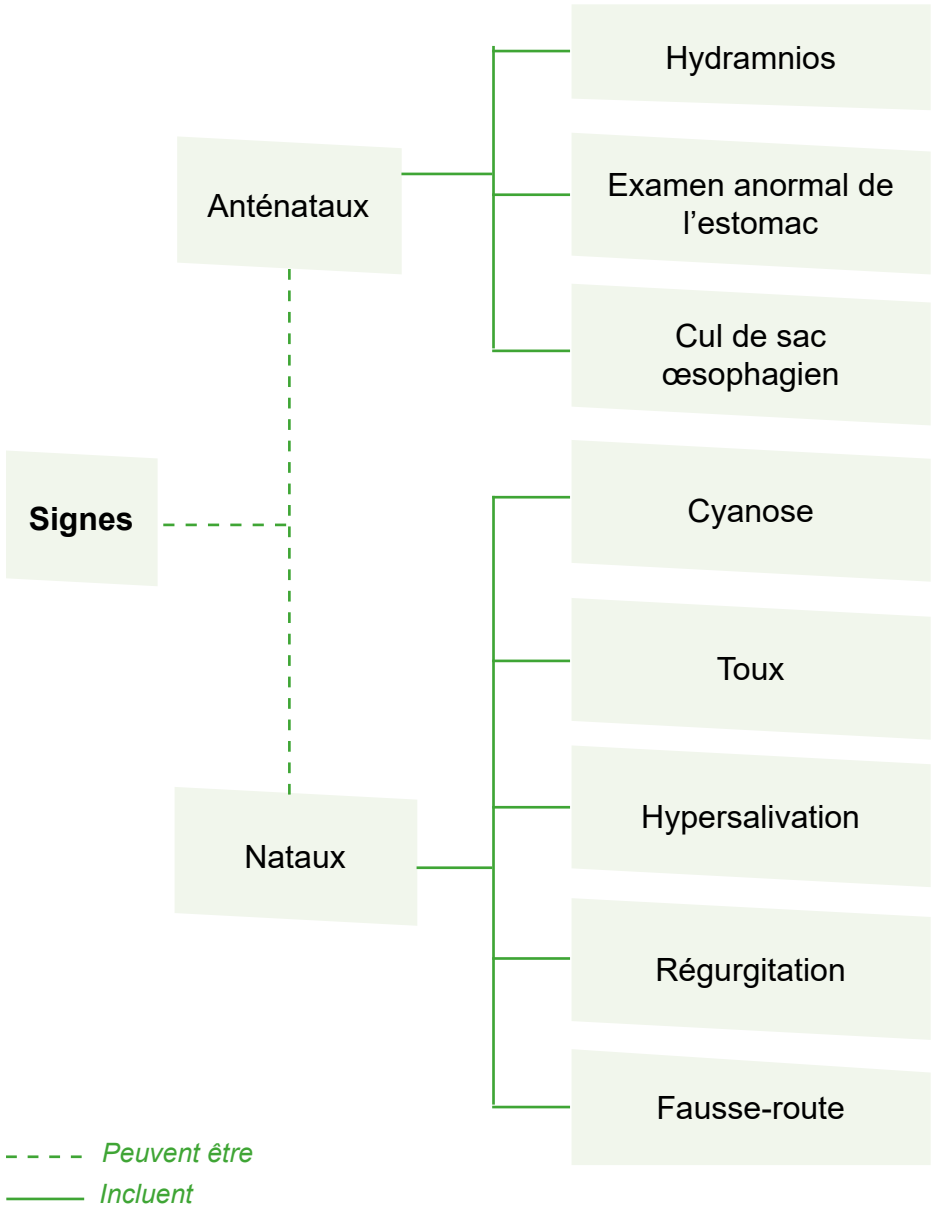 Hydramnios
Examen anormal de
l’estomac
Anténataux
Cul de sac
œsophagien
Signes
Cyanose
Toux
Hypersalivation
Nataux
Régurgitation
Fausse-route
Peuvent être
Incluent